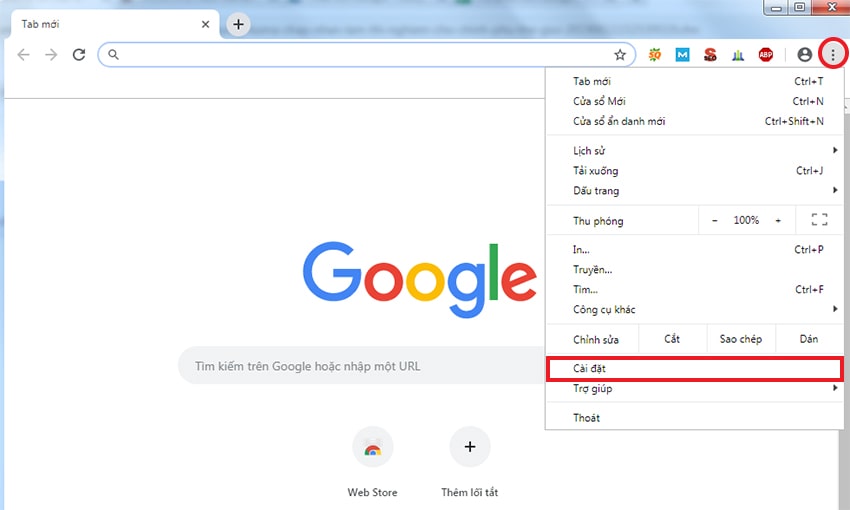 Tab mới
Tab mới Ctrl+T
Cửa sổ Mới Ctrl+N
Cửa sổ ẩn danh mới Ctrl+Shift+N
Lịch sử
Tải xuống Ctrl+J
Dấu trang
Thu phóng − 100% +
In... Ctrl+P
Truyền...
Tìm... Ctrl+F
Công cụ khác
Chỉnh sửa Cắt Sao chép Dán
Cài đặt
Trợ giúp
Thoát
Google
Tìm kiếm trên Google hoặc nhập một URL
Web Store Thêm lối tắt
ABP